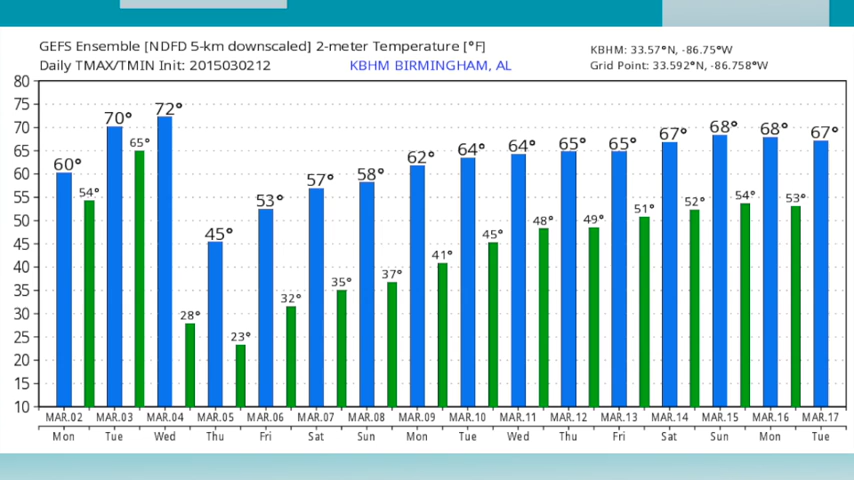 GEFS Ensemble [NDFD 5-km downscaled] 2-meter Temperature [°F]
Daily TMAX/TMIN Init: 2015030212
KBHM BIRMINGHAM, AL
KBHM: 33.57°N, -86.75°W
Grid Point: 33.592°N, -86.758°W
80
75
70
65
60
55
50
45
40
35
30
25
20
15
10
60° 54° 70° 65° 72° 28° 45° 23° 53° 32° 57° 35° 58° 37° 62° 41° 64° 45° 64° 48° 65° 49° 65° 51° 67° 52° 68° 54° 68° 53° 67°
MAR.02 MAR.03 MAR.04 MAR.05 MAR.06 MAR.07 MAR.08 MAR.09 MAR.10 MAR.11 MAR.12 MAR.13 MAR.14 MAR.15 MAR.16 MAR.17
Mon Tue Wed Thu Fri Sat Sun Mon Tue Wed Thu Fri Sat Sun Mon Tue